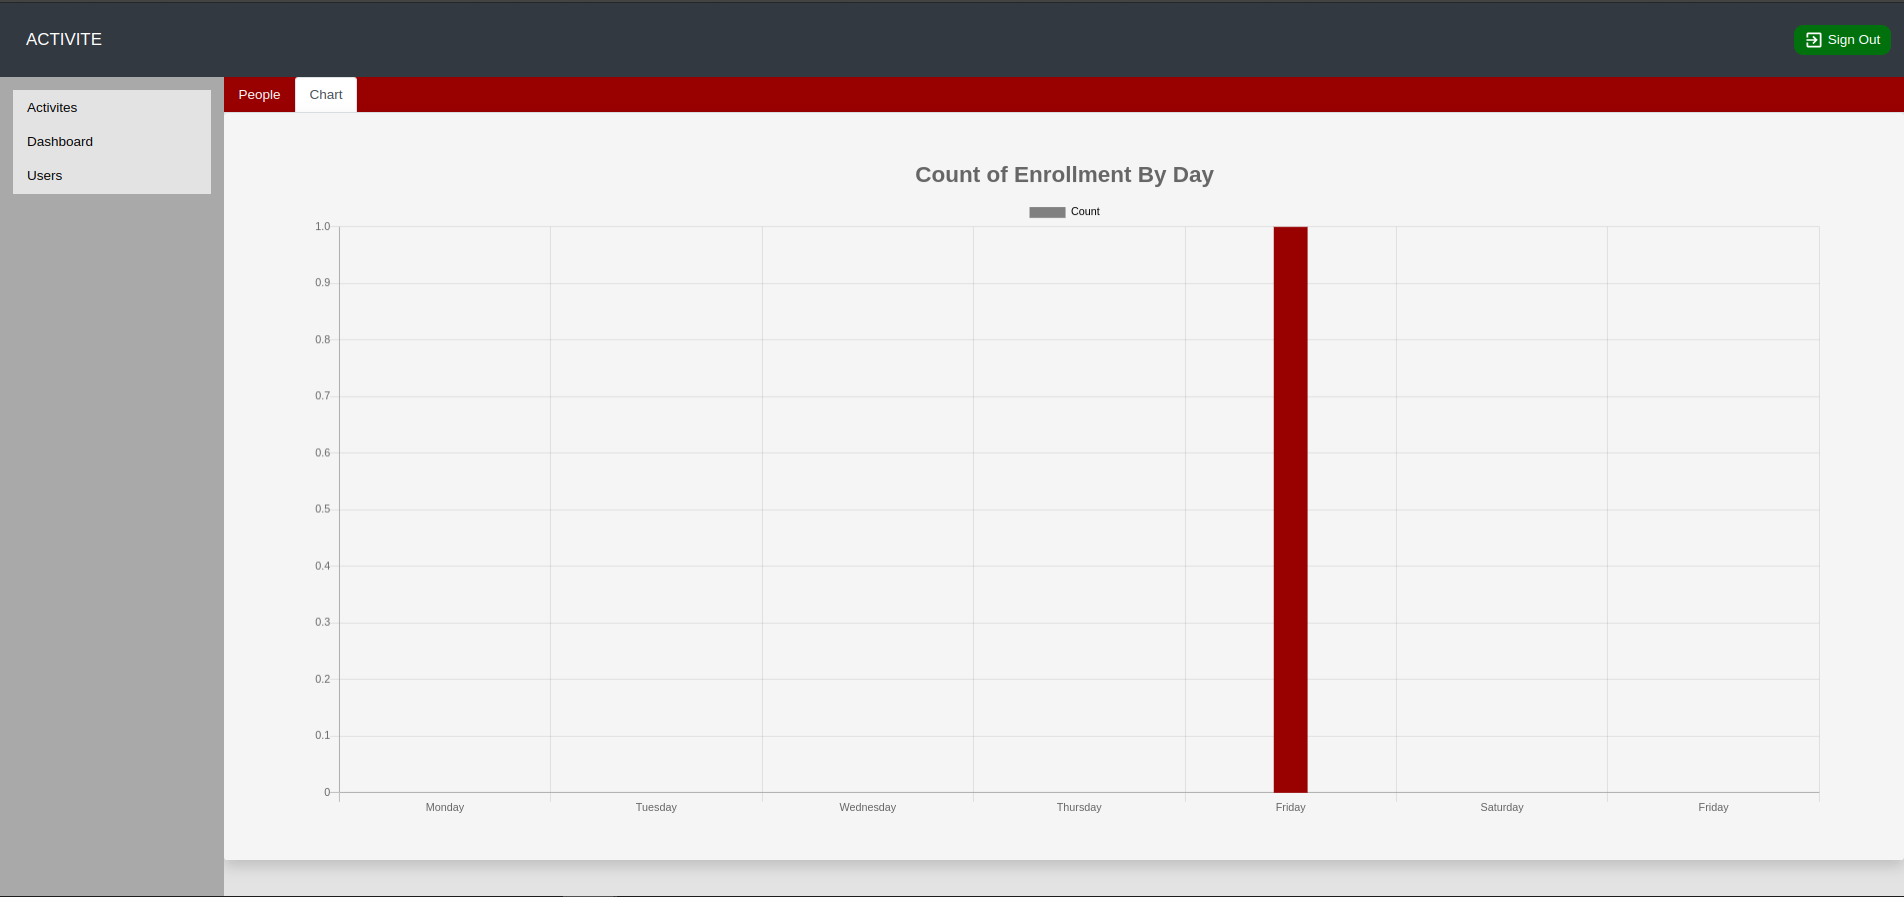 ACTIVITE
Sign Out
People
Chart
Activites
Dashboard
Users
Count of Enrollment By Day
Count
1.0
0.9
0.8
0.7
0.6
0.5
0.4
0.3
0.2
0.1
0
Monday Tuesday Wednesday Thursday Friday Saturday Friday